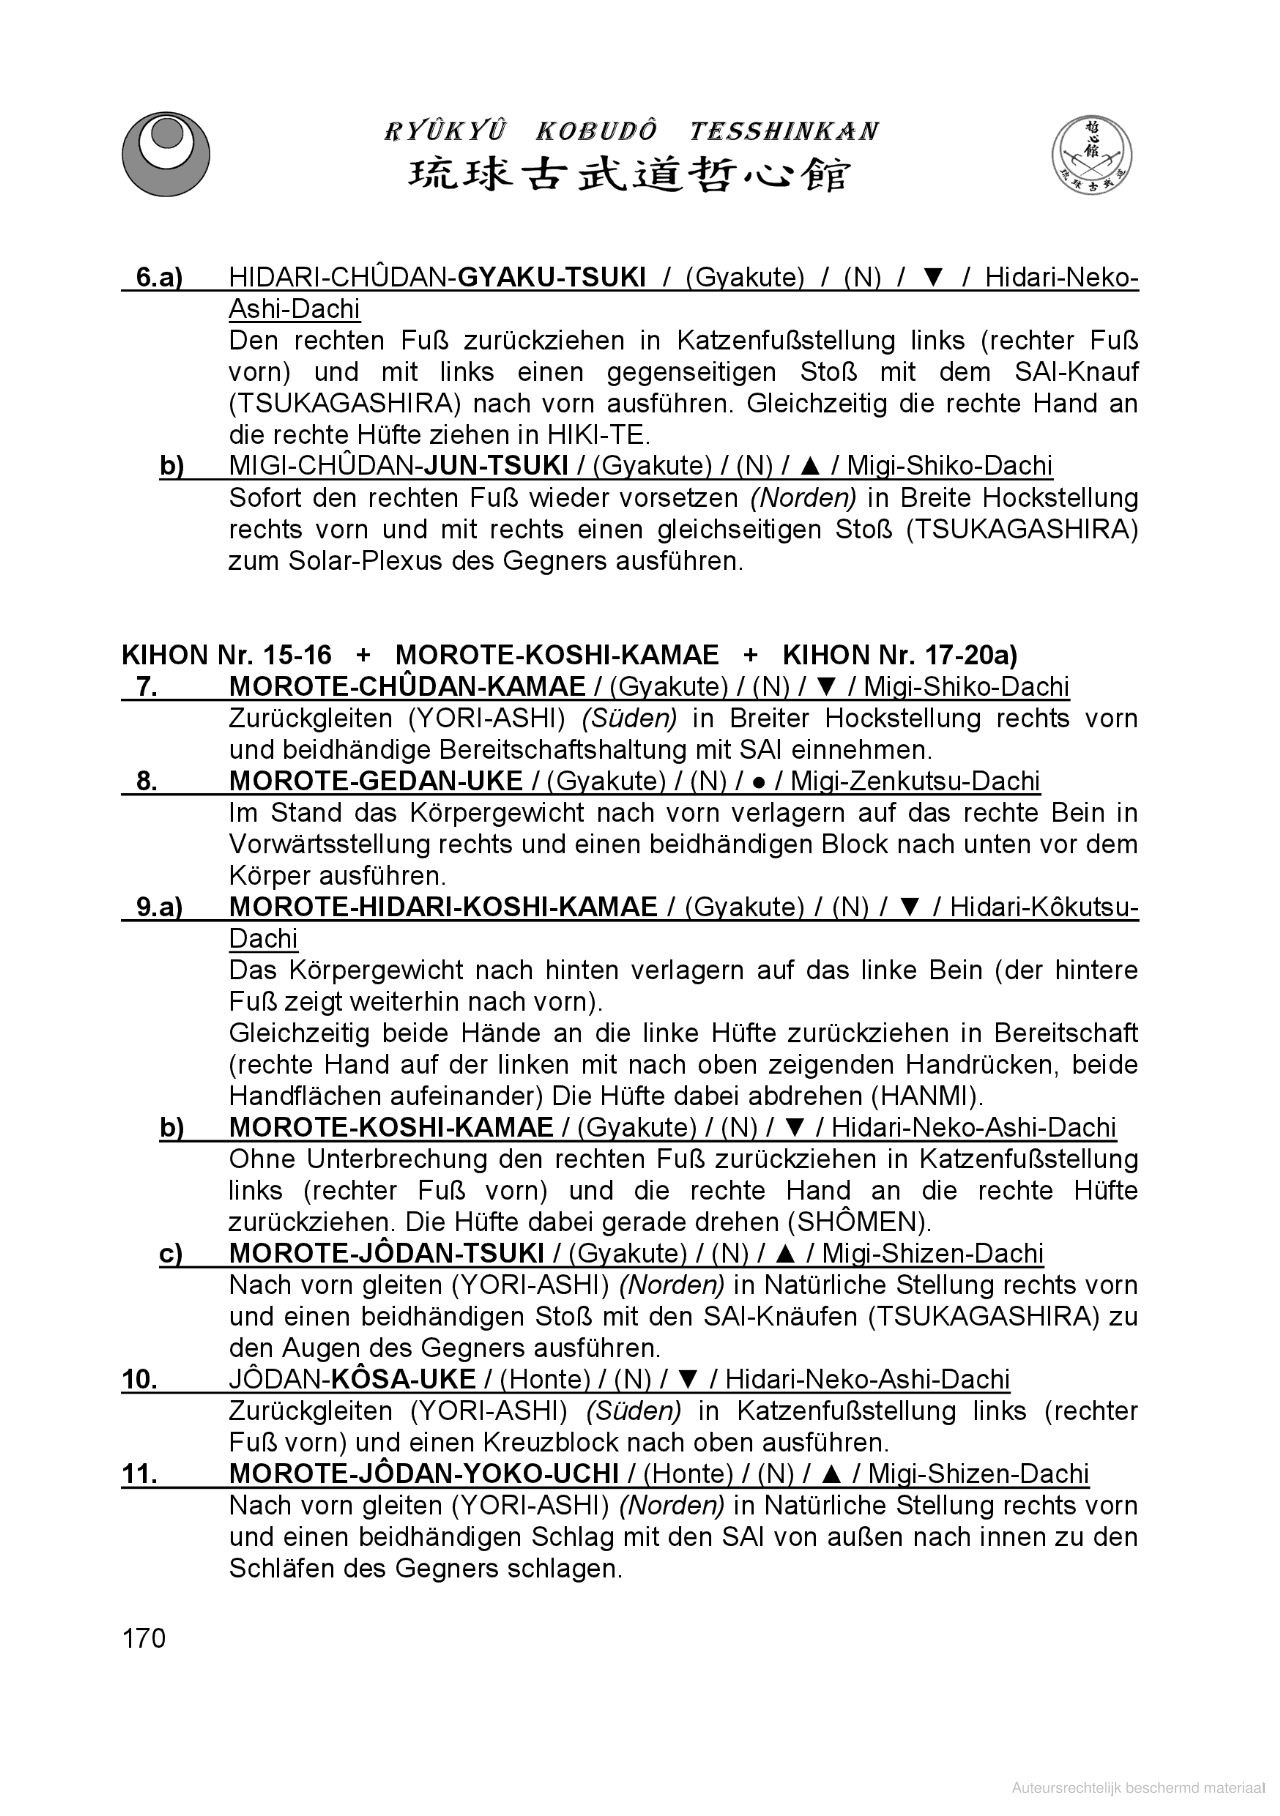 RYÛKYÛ KOBUDÔ TESSHINKAN
琉球古武道哲心館
哲心館
琉球古武道
6.a) HIDARI-CHÛDAN-GYAKU-TSUKI / (Gyakute) / (N) / ▼ / Hidari-Neko-
Ashi-Dachi
Den rechten Fuß zurückziehen in Katzenfußstellung links (rechter Fuß
vorn) und mit links einen gegenseitigen Stoß mit dem SAI-Knauf
(TSUKAGASHIRA) nach vorn ausführen. Gleichzeitig die rechte Hand an
die rechte Hüfte ziehen in HIKI-TE.
b) MIGI-CHÛDAN-JUN-TSUKI / (Gyakute) / (N) / ▲ / Migi-Shiko-Dachi
Sofort den rechten Fuß wieder vorsetzen (Norden) in Breite Hockstellung
rechts vorn und mit rechts einen gleichseitigen Stoß (TSUKAGASHIRA)
zum Solar-Plexus des Gegners ausführen.
KIHON Nr. 15-16 + MOROTE-KOSHI-KAMAE + KIHON Nr. 17-20a)
7. MOROTE-CHÛDAN-KAMAE / (Gyakute) / (N) / ▼ / Migi-Shiko-Dachi
Zurückgleiten (YORI-ASHI) (Süden) in Breiter Hockstellung rechts vorn
und beidhändige Bereitschaftshaltung mit SAI einnehmen.
8. MOROTE-GEDAN-UKE / (Gyakute) / (N) / ● / Migi-Zenkutsu-Dachi
Im Stand das Körpergewicht nach vorn verlagern auf das rechte Bein in
Vorwärtsstellung rechts und einen beidhändigen Block nach unten vor dem
Körper ausführen.
9.a) MOROTE-HIDARI-KOSHI-KAMAE / (Gyakute) / (N) / ▼ / Hidari-Kôkutsu-
Dachi
Das Körpergewicht nach hinten verlagern auf das linke Bein (der hintere
Fuß zeigt weiterhin nach vorn).
Gleichzeitig beide Hände an die linke Hüfte zurückziehen in Bereitschaft
(rechte Hand auf der linken mit nach oben zeigenden Handrücken, beide
Handflächen aufeinander) Die Hüfte dabei abdrehen (HANMI).
b) MOROTE-KOSHI-KAMAE / (Gyakute) / (N) / ▼ / Hidari-Neko-Ashi-Dachi
Ohne Unterbrechung den rechten Fuß zurückziehen in Katzenfußstellung
links (rechter Fuß vorn) und die rechte Hand an die rechte Hüfte
zurückziehen. Die Hüfte dabei gerade drehen (SHÔMEN).
c) MOROTE-JÔDAN-TSUKI / (Gyakute) / (N) / ▲ / Migi-Shizen-Dachi
Nach vorn gleiten (YORI-ASHI) (Norden) in Natürliche Stellung rechts vorn
und einen beidhändigen Stoß mit den SAI-Knäufen (TSUKAGASHIRA) zu
den Augen des Gegners ausführen.
10. JÔDAN-KÔSA-UKE / (Honte) / (N) / ▼ / Hidari-Neko-Ashi-Dachi
Zurückgleiten (YORI-ASHI) (Süden) in Katzenfußstellung links (rechter
Fuß vorn) und einen Kreuzblock nach oben ausführen.
11. MOROTE-JÔDAN-YOKO-UCHI / (Honte) / (N) / ▲ / Migi-Shizen-Dachi
Nach vorn gleiten (YORI-ASHI) (Norden) in Natürliche Stellung rechts vorn
und einen beidhändigen Schlag mit den SAI von außen nach innen zu den
Schläfen des Gegners schlagen.
170
Auteursrechtelijk beschermd materiaal